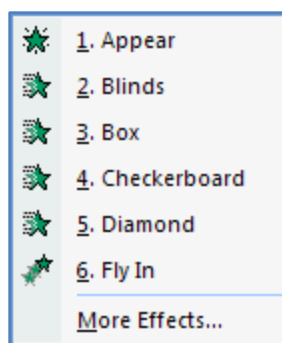 1. Appear
2. Blinds
3. Box
4. Checkerboard
5. Diamond
6. Fly In
More Effects...